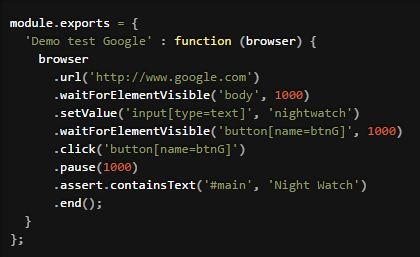 module.exports = {
  'Demo test Google' : function (browser) {
    browser
      .url('http://www.google.com')
      .waitForElementVisible('body', 1000)
      .setValue('input[type=text]', 'nightwatch')
      .waitForElementVisible('button[name=btnG]', 1000)
      .click('button[name=btnG]')
      .pause(1000)
      .assert.containsText('#main', 'Night Watch')
      .end();
  }
};